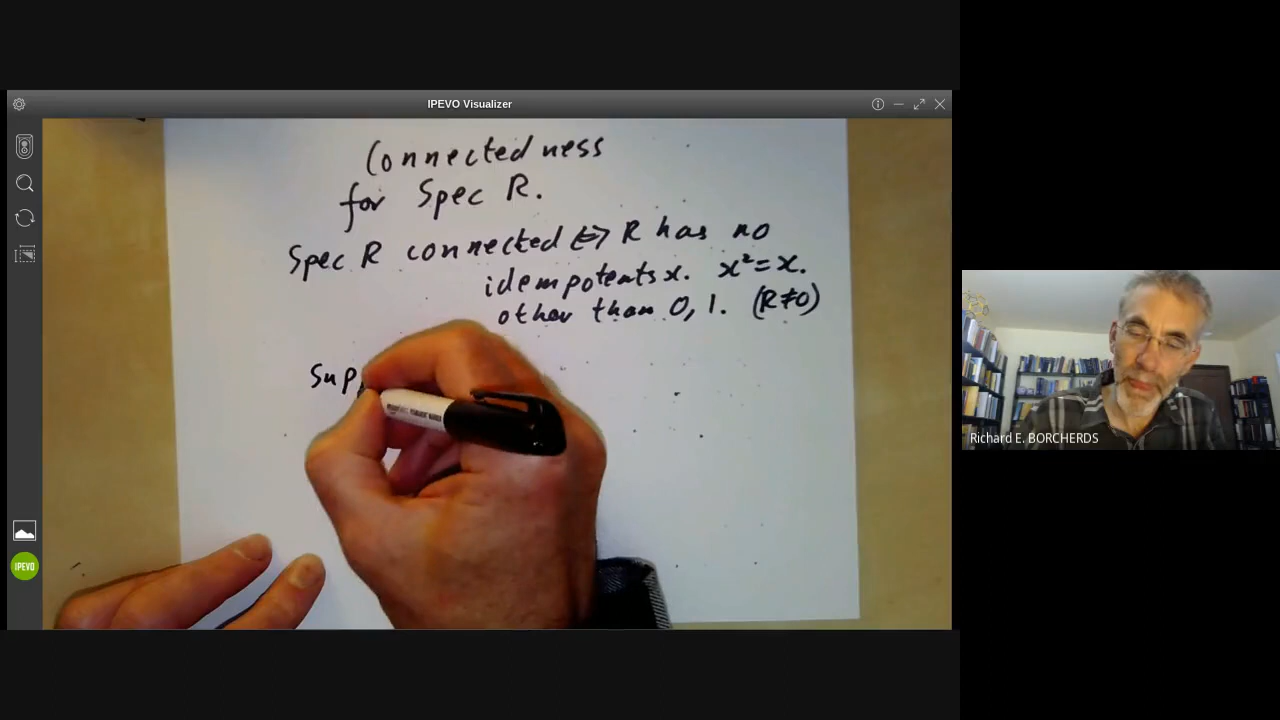 IPEVO Visualizer
Connectedness
for Spec R.
Spec R connected ⇔ R has no
idempotents x. x²=x.
other than 0, 1. (R≠0)
Sup
IPEVO
Richard E. BORCHERDS